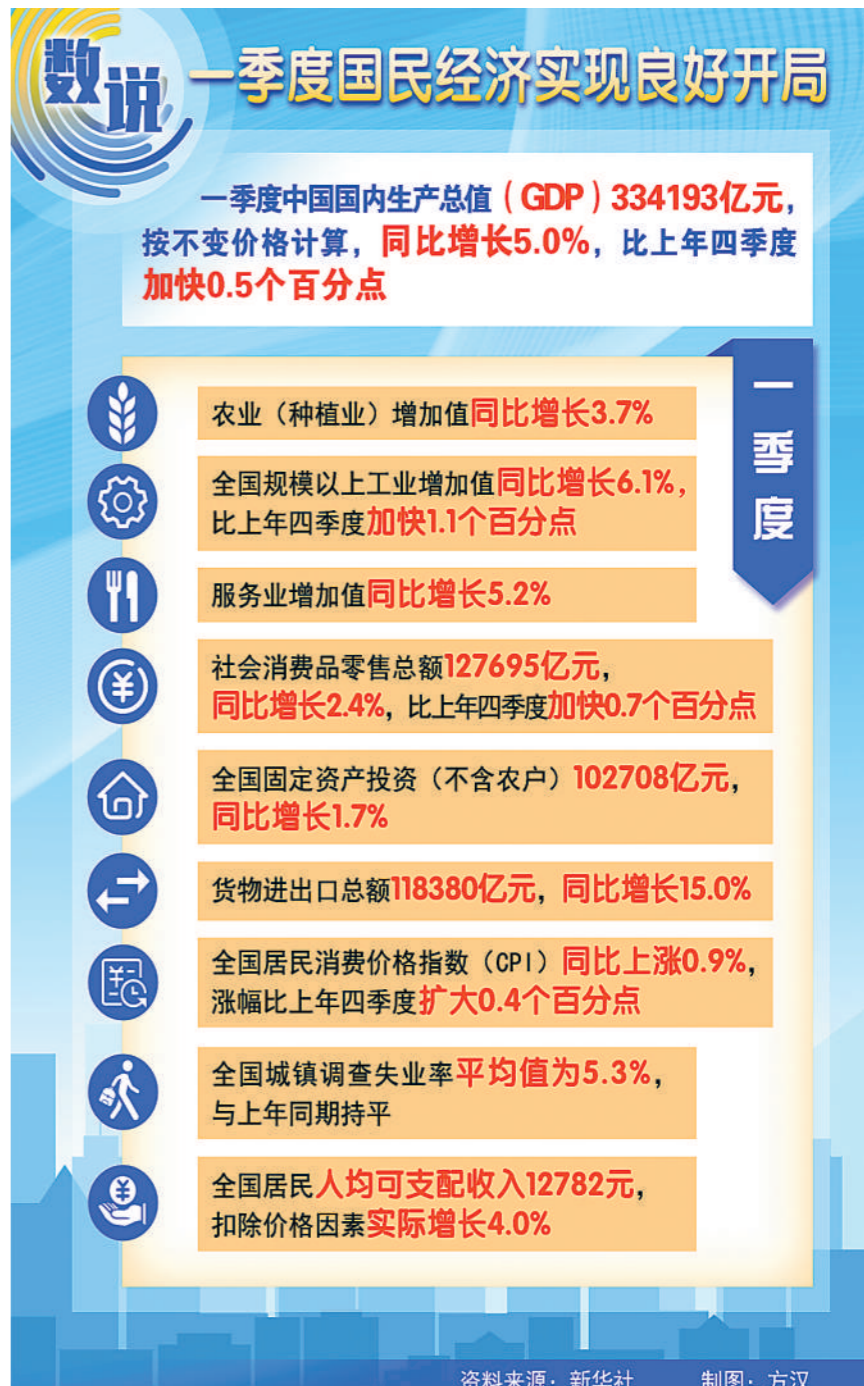 数说
一季度国民经济实现良好开局
一季度中国国内生产总值（GDP）334193亿元，
按不变价格计算，同比增长5.0%，比上年四季度
加快0.5个百分点
一季度
农业（种植业）增加值同比增长3.7%
全国规模以上工业增加值同比增长6.1%，
比上年四季度加快1.1个百分点
服务业增加值同比增长5.2%
社会消费品零售总额127695亿元，
同比增长2.4%，比上年四季度加快0.7个百分点
全国固定资产投资（不含农户）102708亿元，
同比增长1.7%
货物进出口总额118380亿元，同比增长15.0%
全国居民消费价格指数（CPI）同比上涨0.9%，
涨幅比上年四季度扩大0.4个百分点
全国城镇调查失业率平均值为5.3%，
与上年同期持平
全国居民人均可支配收入12782元，
扣除价格因素实际增长4.0%
资料来源：新华社 制图：方汉